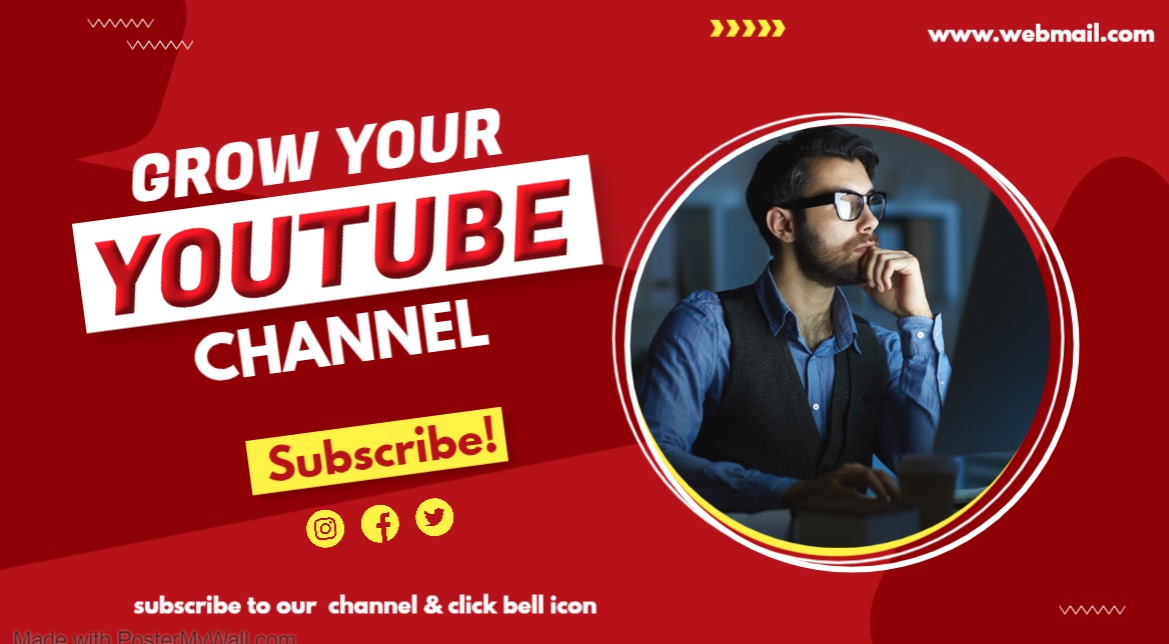 www.webmail.com
GROW YOUR
YOUTUBE
CHANNEL
Subscribe!
subscribe to our channel & click bell icon
Made with PosterMyWall.com